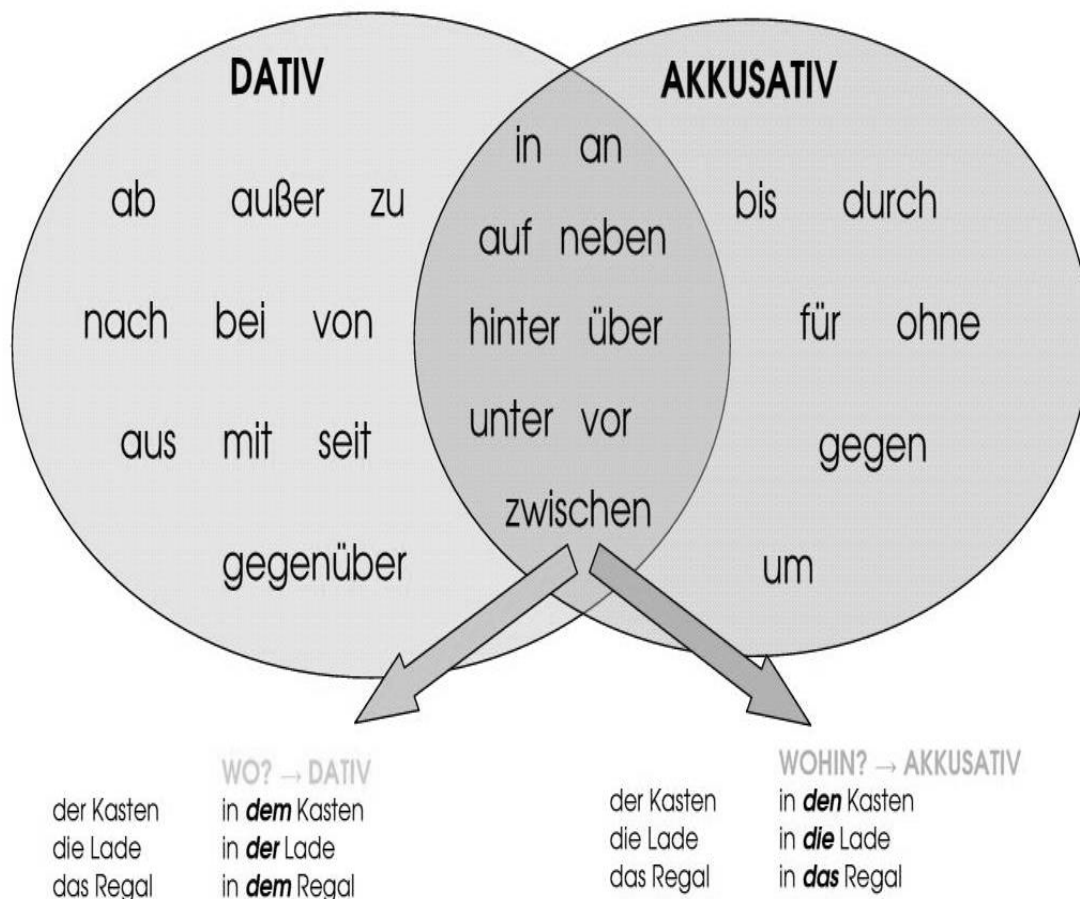 DATIV
ab außer zu
nach bei von
aus mit seit
gegenüber
in an
auf neben
hinter über
unter vor
zwischen
AKKUSATIV
bis durch
für ohne
gegen
um
WO? → DATIV
der Kasten in dem Kasten
die Lade in der Lade
das Regal in dem Regal
WOHIN? → AKKUSATIV
der Kasten in den Kasten
die Lade in die Lade
das Regal in das Regal